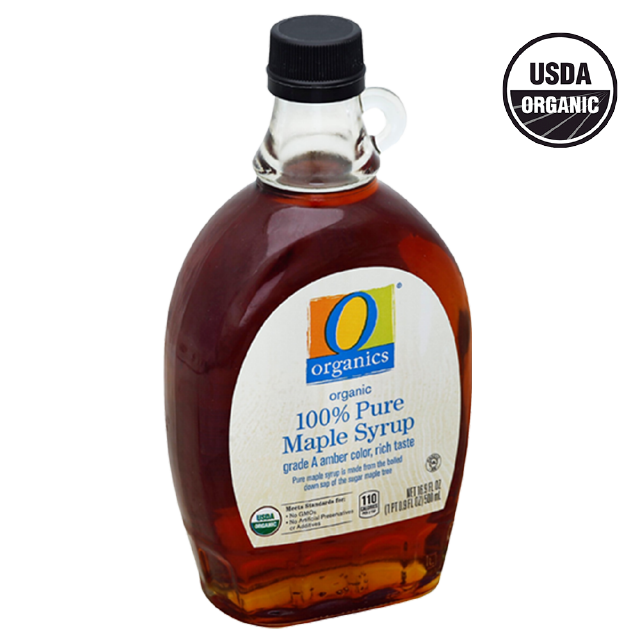 USDA
ORGANIC
O
organics
®
organic
100% Pure
Maple Syrup
grade A amber color, rich taste
Pure maple syrup is made from the boiled
down sap of the sugar maple tree
NET 16.9 FL OZ
(1 PT 0.9 FL OZ) 500 mL
USDA
ORGANIC
Meets Standards for:
• No GMOs
• No Artificial Preservatives
or Additives
110
CALORIES